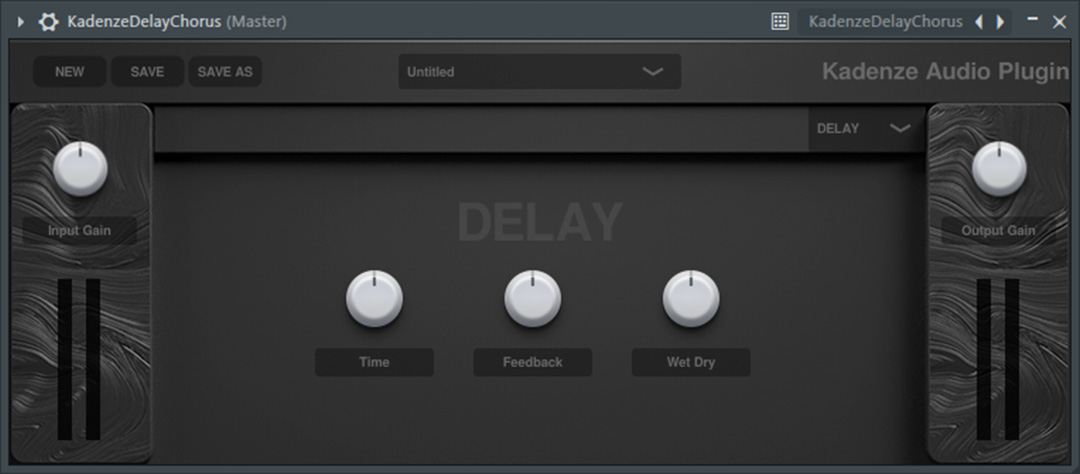 KadenzeDelayChorus (Master)
KadenzeDelayChorus
NEW
SAVE
SAVE AS
Untitled
Kadenze Audio Plugin
DELAY
Input Gain
Output Gain
DELAY
Time
Feedback
Wet Dry